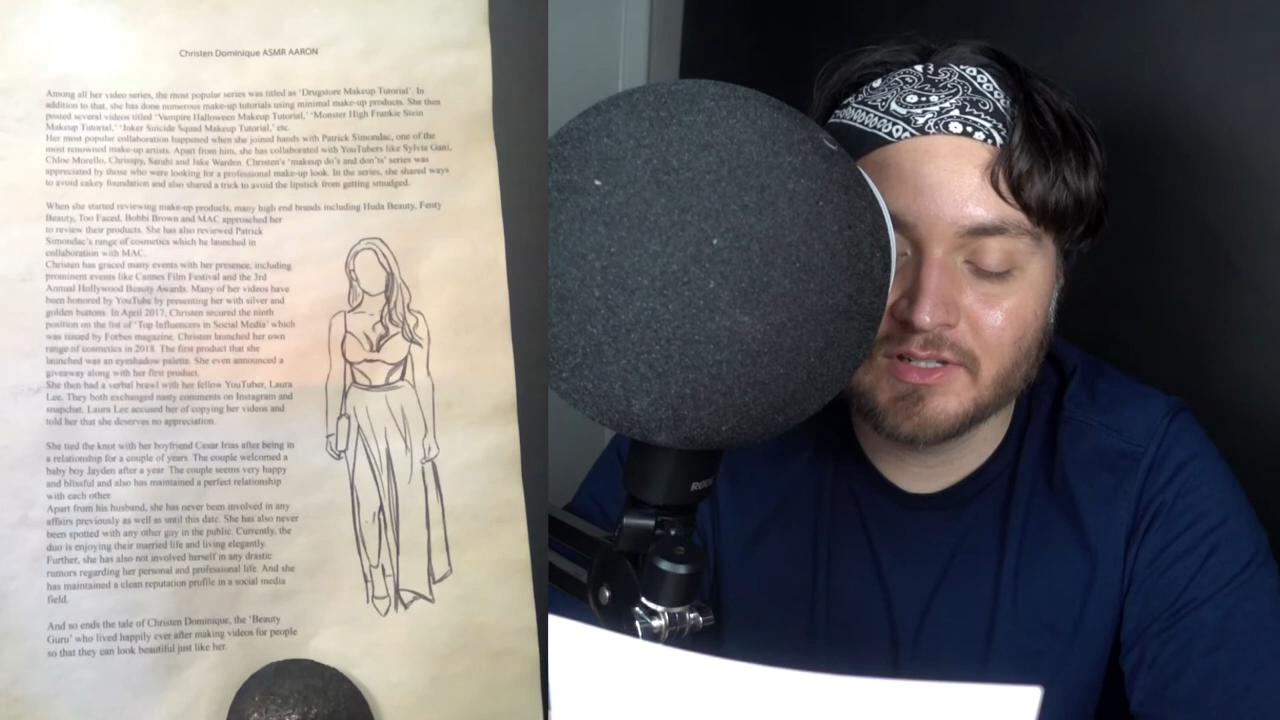 Christen Dominique ASMR AARON
Among all her video series, the most popular series was titled as 'Drugstore Makeup Tutorial'. In
addition to that, she has done numerous make-up tutorials using minimal make-up products. She then
posted several videos titled 'Vampire Halloween Makeup Tutorial,' 'Monster High Frankie Stein
Makeup Tutorial,' 'Joker Suicide Squad Makeup Tutorial,' etc.
Her most popular collaboration happened when she joined hands with Patrick Simondac, one of the
most renowned make-up artists. Apart from him, she has collaborated with YouTubers like Sylvia Gani,
Chloe Morello, Chrisspy, Sarahi and Jake Warden. Christen's 'makeup do's and don'ts' series was
appreciated by those who were looking for a professional make-up look. In the series, she shared ways
to avoid cakey foundation and also shared a trick to avoid the lipstick from getting smudged.
When she started reviewing make-up products, many high end brands including Huda Beauty, Fenty
Beauty, Too Faced, Bobbi Brown and MAC approached her
to review their products. She has also reviewed Patrick
Simondac's range of cosmetics which he launched in
collaboration with MAC.
Christen has graced many events with her presence, including
prominent events like Cannes Film Festival and the 3rd
Annual Hollywood Beauty Awards. Many of her videos have
been honored by YouTube by presenting her with silver and
golden buttons. In April 2017, Christen secured the ninth
position on the list of 'Top Influencers in Social Media' which
was issued by Forbes magazine. Christen launched her own
range of cosmetics in 2018. The first product that she
launched was an eyeshadow palette. She even announced a
giveaway along with her first product.
She then had a verbal brawl with her fellow YouTuber, Laura
Lee. They both exchanged nasty comments on Instagram and
snapchat. Laura Lee accused her of copying her videos and
told her that she deserves no appreciation.
She tied the knot with her boyfriend Cesar Irias after being in
a relationship for a couple of years. The couple welcomed a
baby boy Jayden after a year. The couple seems very happy
and blissful and also has maintained a perfect relationship
with each other.
Apart from his husband, she has never been involved in any
affairs previously as well as until this date. She has also never
been spotted with any other guy in the public. Currently, the
duo is enjoying their married life and living elegantly.
Further, she has also not involved herself in any drastic
rumors regarding her personal and professional life. And she
has maintained a clean reputation profile in a social media
field.
And so ends the tale of Christen Dominique, the 'Beauty
Guru' who lived happily ever after making videos for people
so that they can look beautiful just like her.